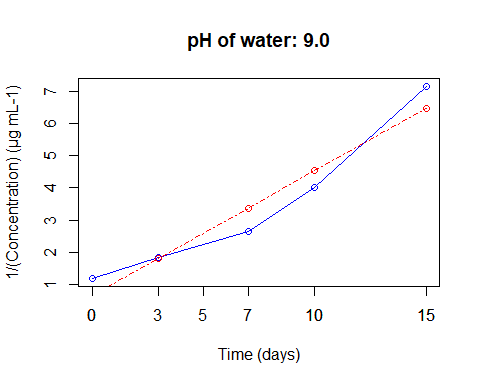 pH of water: 9.0
1/(Concentration) (µg mL-1)
7
6
5
4
3
2
1
0 3 5 7 10 15
Time (days)